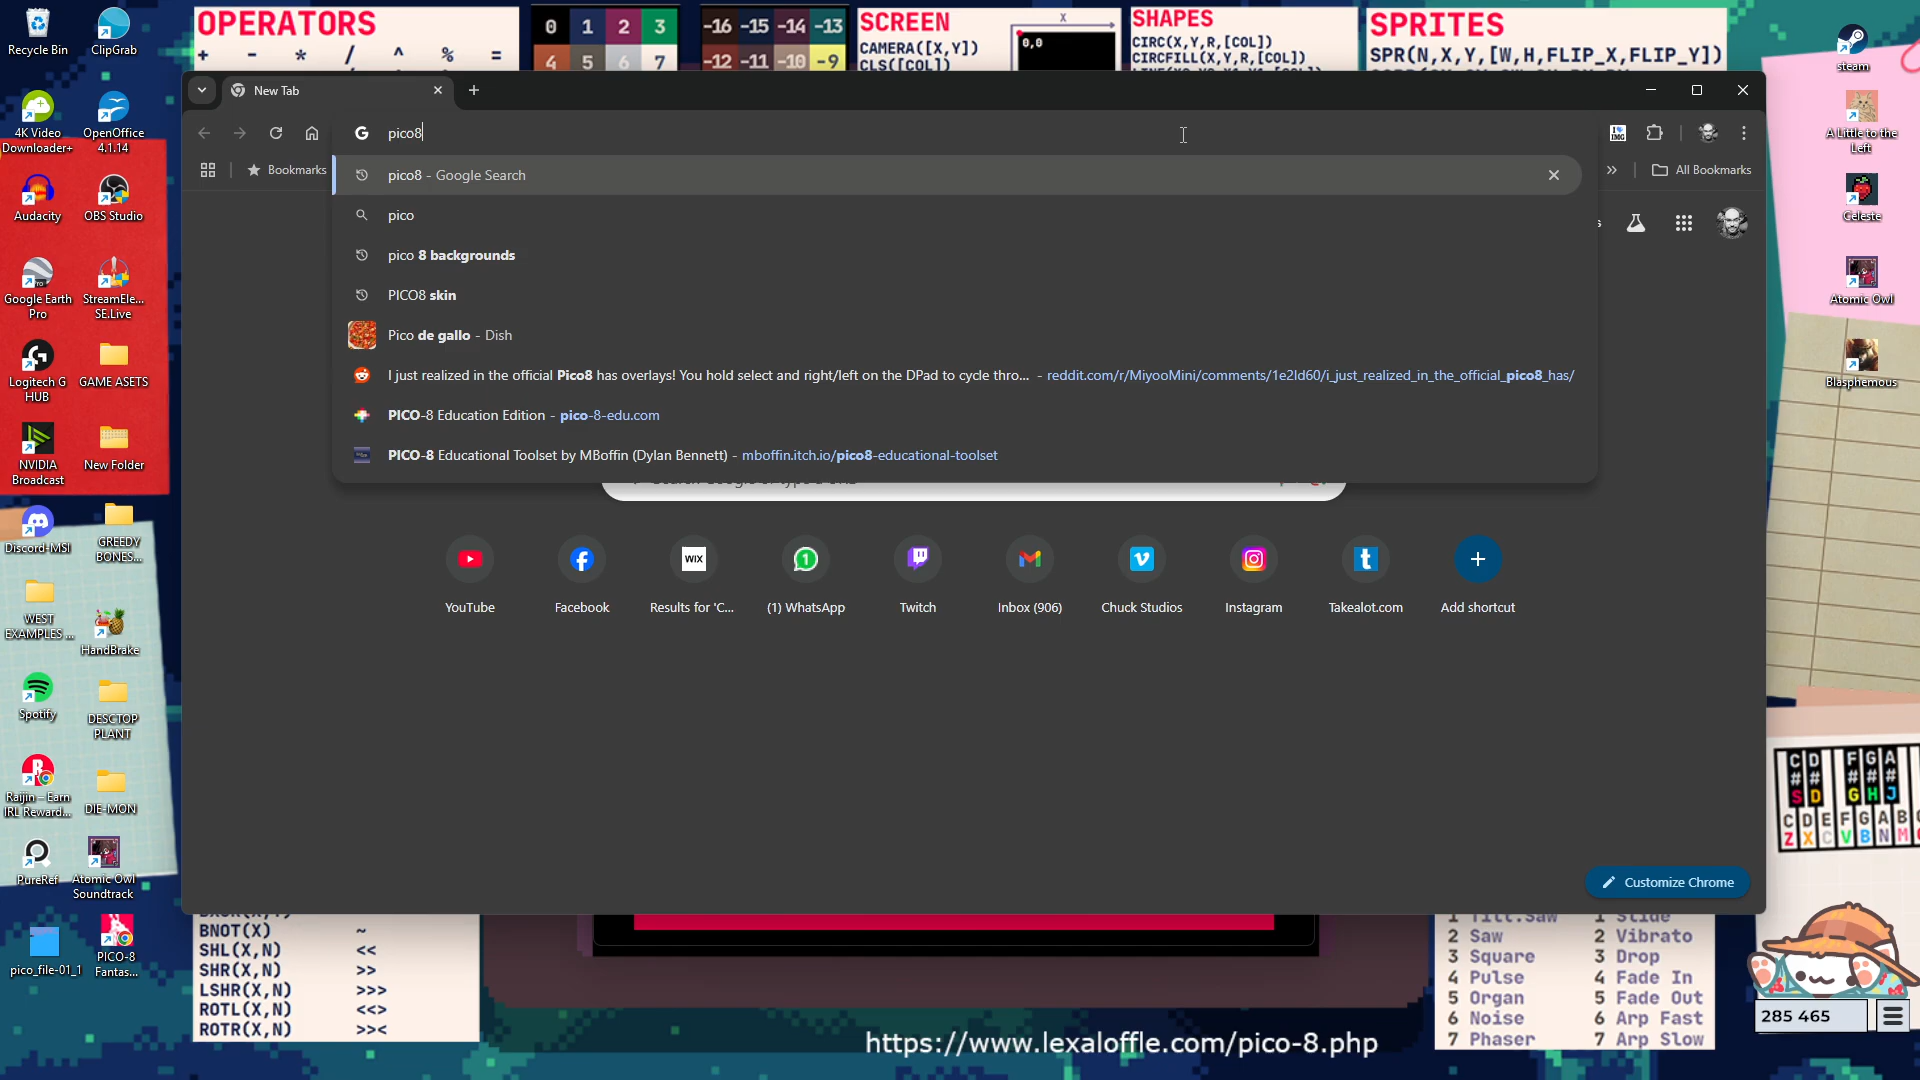 OPERATORS
+ - * / ^ % =
0 1 2 3
4 5 6 7
-16 -15 -14 -13
-12 -11 -10 -9
SCREEN
CAMERA([X,Y])
CLS([COL])
X
0,0
SHAPES
CIRC(X,Y,R,[COL])
CIRCFILL(X,Y,R,[COL])
SPRITES
SPR(N,X,Y,[W,H,FLIP_X,FLIP_Y])
Recycle Bin
ClipGrab
4K Video
Downloader+
OpenOffice
4.1.14
Audacity
OBS Studio
Google Earth
Pro
StreamEle...
SE.Live
Logitech G
HUB
GAME ASETS
NVIDIA
Broadcast
New Folder
Discord-MSI
GREEDY
BONES...
WEST
EXAMPLES ...
HandBrake
Spotify
DESCTOP
PLANT
Raijin – Earn
IRL Reward...
DIE-MON
PureRef
Atomic Owl
Soundtrack
pico_file-01_1
PICO-8
Fantas...
New Tab
pico8
Bookmarks
All Bookmarks
pico8 - Google Search
pico
pico 8 backgrounds
PICO8 skin
Pico de gallo - Dish
I just realized in the official Pico8 has overlays! You hold select and right/left on the DPad to cycle thro... - reddit.com/r/MiyooMini/comments/1e2ld60/i_just_realized_in_the_official_pico8_has/
PICO-8 Education Edition - pico-8-edu.com
PICO-8 Educational Toolset by MBoffin (Dylan Bennett) - mboffin.itch.io/pico8-educational-toolset
YouTube
Facebook
WIX
Results for 'C...
(1) WhatsApp
Twitch
Inbox (906)
Chuck Studios
Instagram
Takealot.com
Add shortcut
Customize Chrome
steam
A Little to the
Left
Celeste
Atomic Owl
Blasphemous
C D F G A
# # # # #
S D G H J
C D E F G A B C
Z X C V B N M
BNOT(X) ~
SHL(X,N) <<
SHR(X,N) >>
LSHR(X,N) >>>
ROTL(X,N) <<>
ROTR(X,N) >><
https://www.lexaloffle.com/pico-8.php
1 Tilt.Saw 1 Slide
2 Saw 2 Vibrato
3 Square 3 Drop
4 Pulse 4 Fade In
5 Organ 5 Fade Out
6 Noise 6 Arp Fast
7 Phaser 7 Arp Slow
285 465